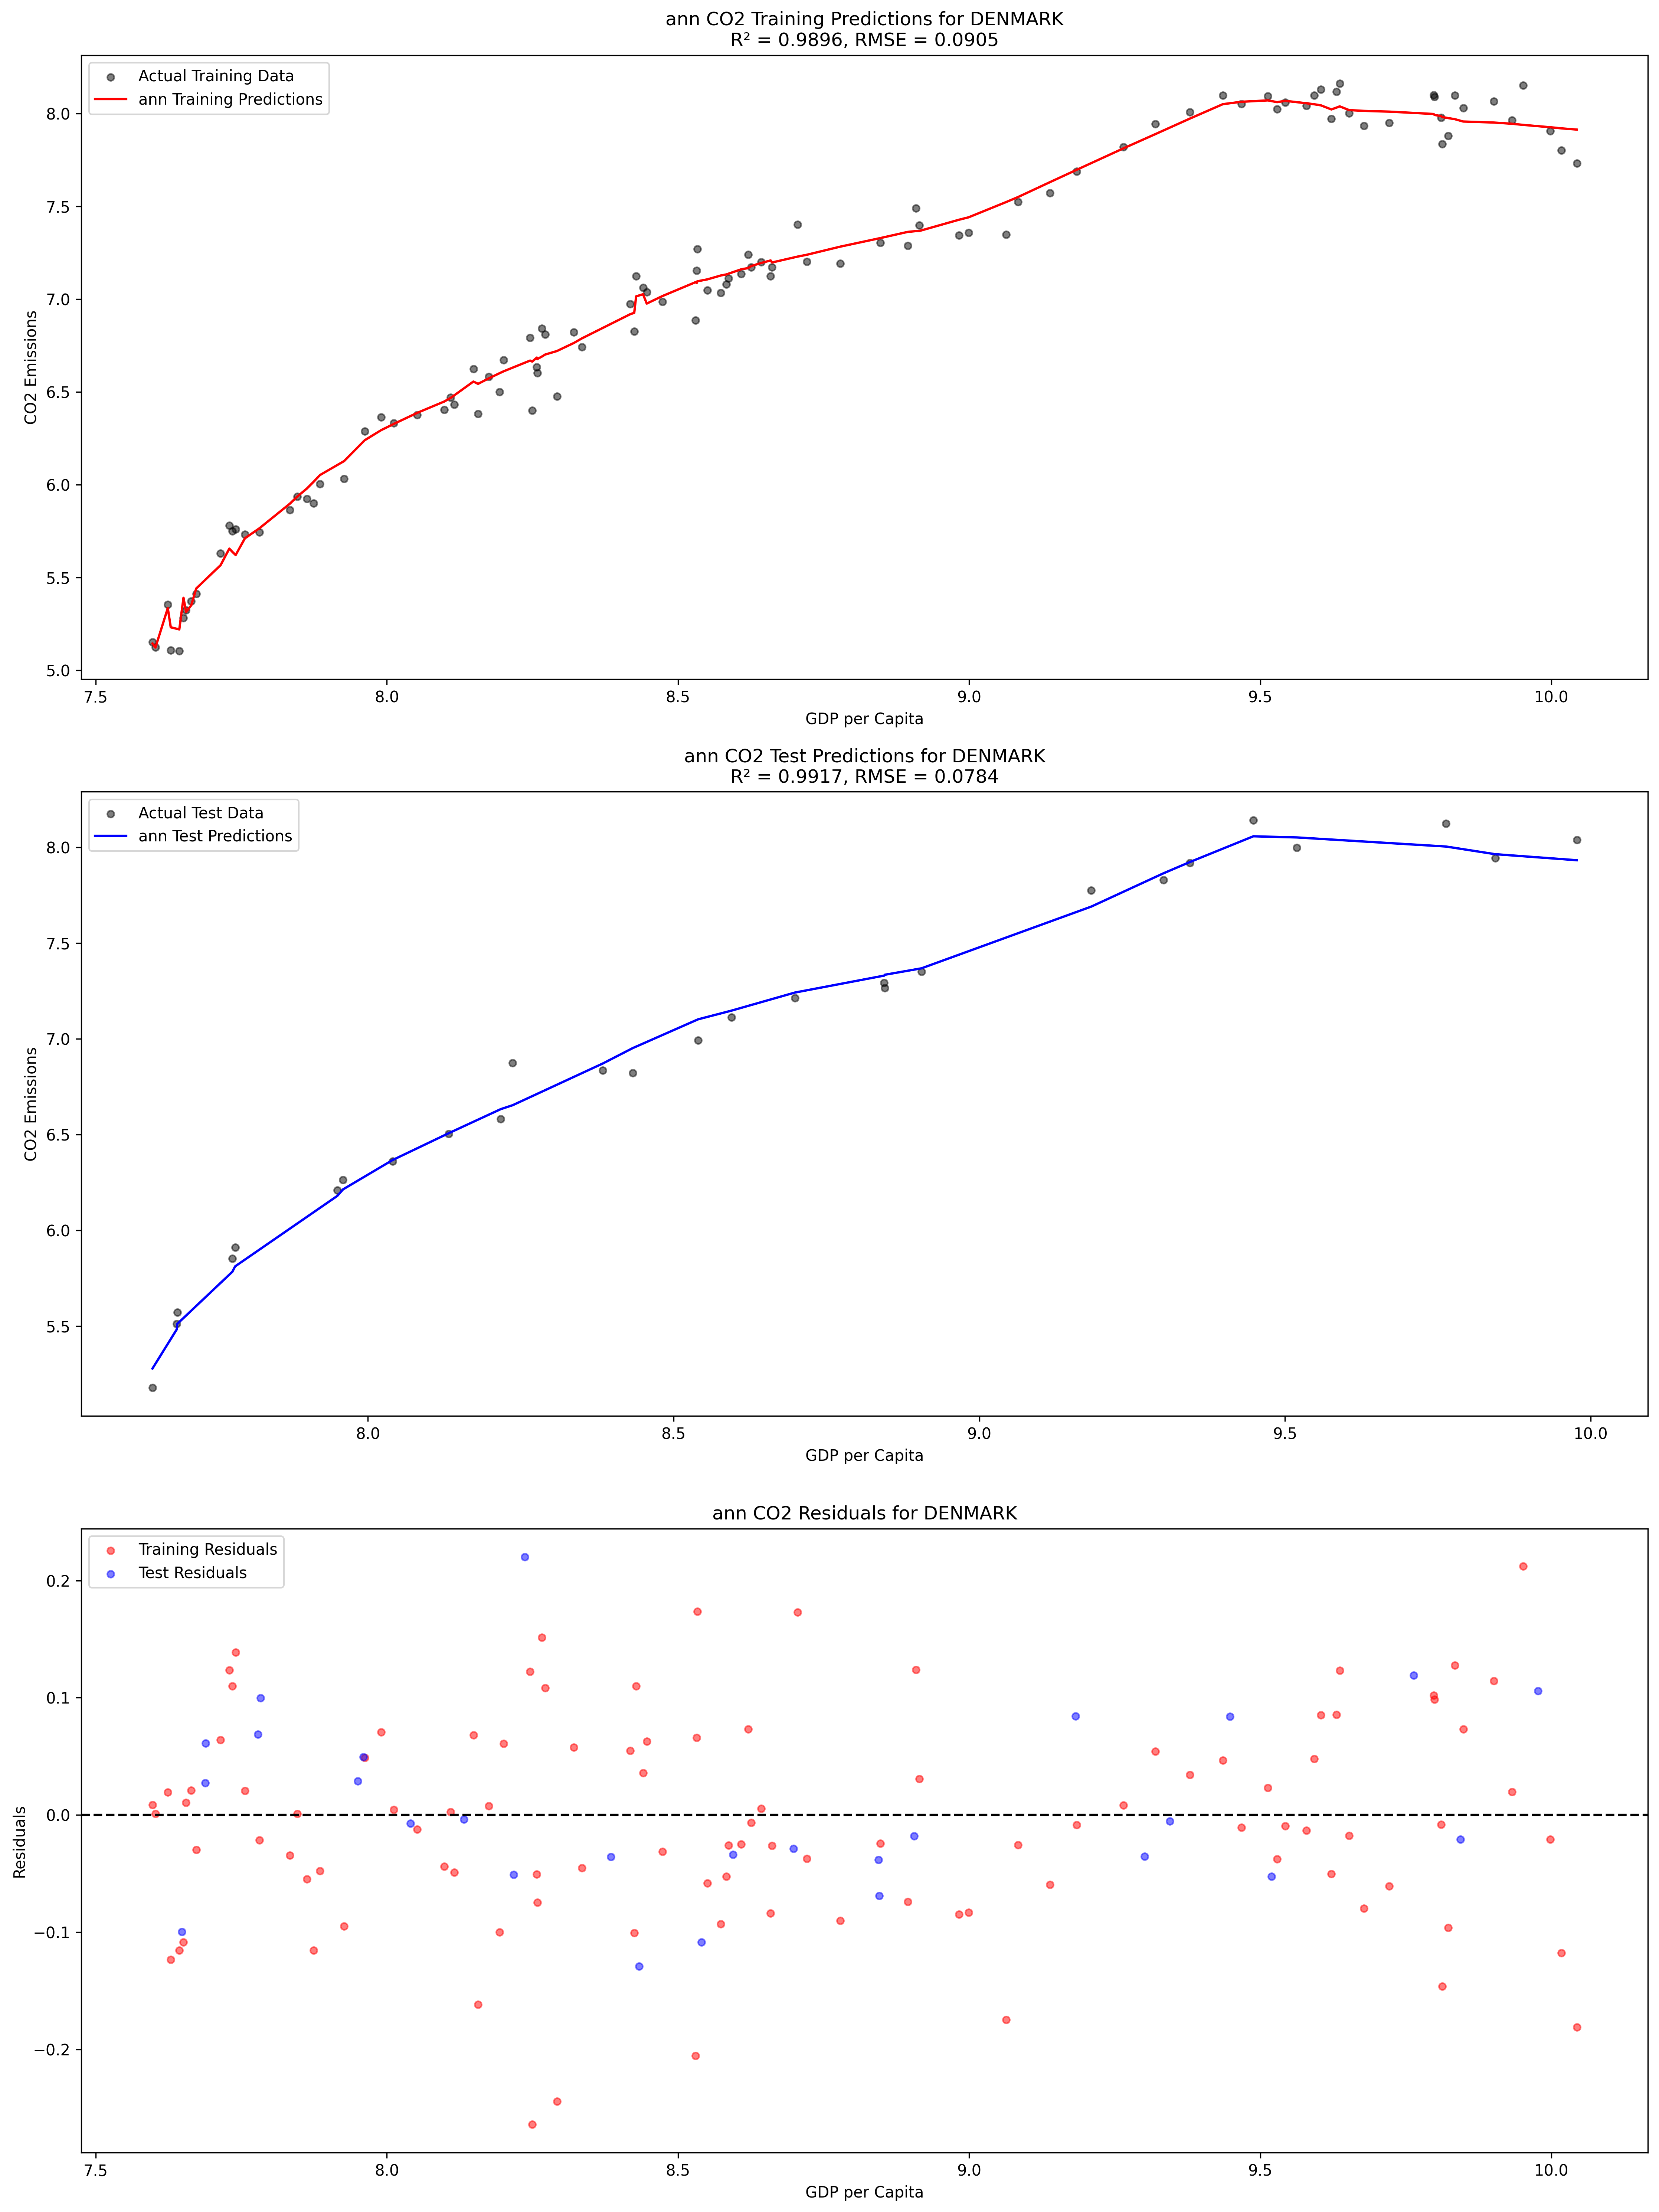 ann CO2 Training Predictions for DENMARK
R² = 0.9896, RMSE = 0.0905
Actual Training Data
ann Training Predictions
CO2 Emissions
8.0
7.5
7.0
6.5
6.0
5.5
5.0
7.5 8.0 8.5 9.0 9.5 10.0
GDP per Capita
ann CO2 Test Predictions for DENMARK
R² = 0.9917, RMSE = 0.0784
Actual Test Data
ann Test Predictions
CO2 Emissions
8.0
7.5
7.0
6.5
6.0
5.5
8.0 8.5 9.0 9.5 10.0
GDP per Capita
ann CO2 Residuals for DENMARK
Training Residuals
Test Residuals
Residuals
0.2
0.1
0.0
−0.1
−0.2
7.5 8.0 8.5 9.0 9.5 10.0
GDP per Capita